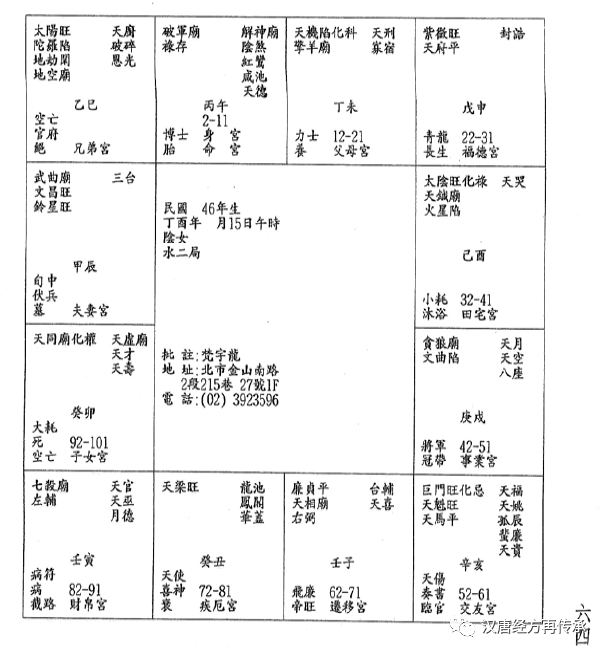 太陽旺 天廚
陀羅陷 破碎
地劫閑 恩光
地空廟
乙巳
空亡
官府
絕 兄弟宮
破軍廟 解神廟
祿存 陰煞
紅鸞
咸池
天德
丙午
2-11
博士 身 宮
胎 命 宮
天機陷化科 天刑
擎羊廟 寡宿
丁未
力士 12-21
養 父母宮
紫微旺 封誥
天府平
戊申
青龍 22-31
長生 福德宮
武曲廟 三台
文昌旺
鈴星旺
甲辰
旬中
伏兵
墓 夫妻宮
民國 46年生
丁酉年 月15日午時
陰女
水二局
批 註:梵宇龍
地 址:北市金山南路
2段215巷 27號1F
電 話:(02) 3923596
太陰旺化祿 天哭
天鉞廟
火星陷
己酉
小耗 32-41
沐浴 田宅宮
天同廟化權 天虛廟
天才
天壽
癸卯
大耗
死 92-101
空亡 子女宮
貪狼廟 天月
文曲陷 天空
八座
庚戌
將軍 42-51
冠帶 事業宮
七殺廟 天官
左輔 天巫
月德
壬寅
病符
病 82-91
截路 財帛宮
天梁旺 龍池
鳳閣
華蓋
癸丑
天使
喜神 72-81
衰 疾厄宮
廉貞平 台輔
天相廟 天喜
右弼
壬子
飛廉 62-71
帝旺 遷移宮
巨門旺化忌 天福
天魁旺 天姚
天馬平 孤辰
蜚廉
天貴
辛亥
天傷
奏書 52-61
臨官 交友宮
六四
汉唐经方再传承